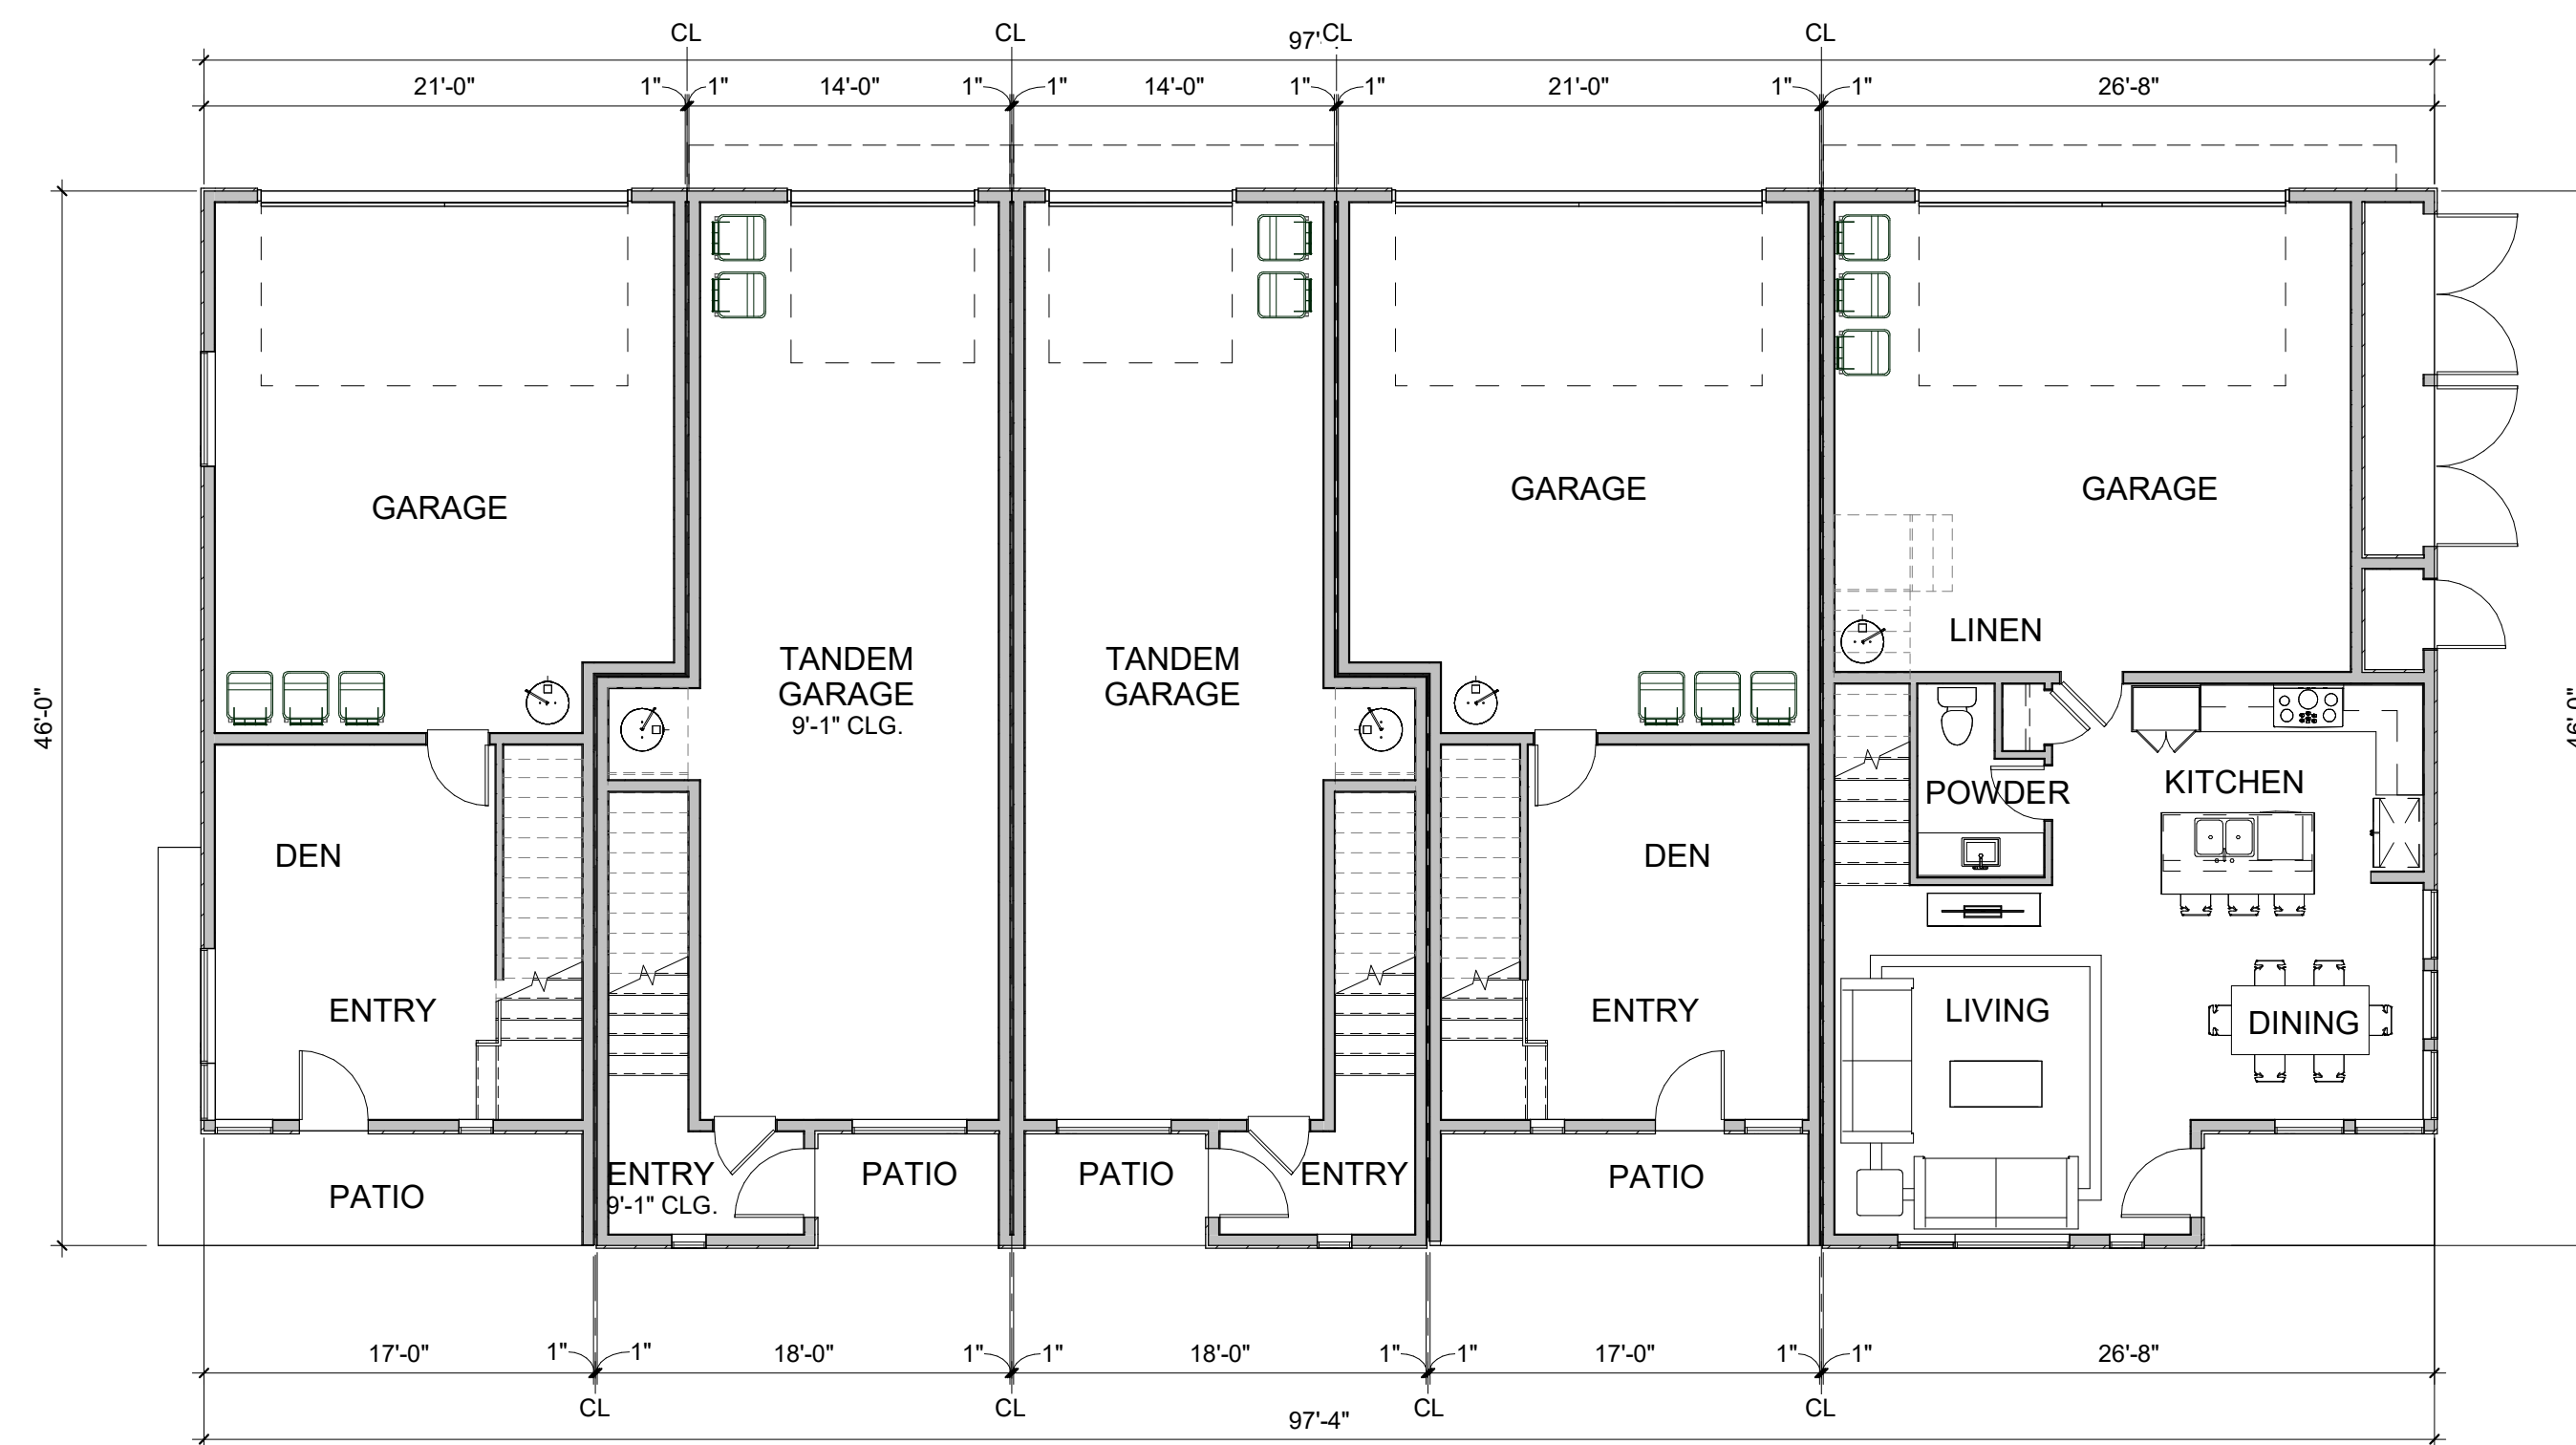 CL CL CL CL
97'-
21'-0" 1" 1" 14'-0" 1" 1" 14'-0" 1" 1" 21'-0" 1" 1" 26'-8"
46'-0"
GARAGE
GARAGE
GARAGE
LINEN
TANDEM
GARAGE
9'-1" CLG.
TANDEM
GARAGE
46'-0"
POWDER
KITCHEN
DEN
DEN
ENTRY
ENTRY
LIVING
DINING
PATIO
ENTRY
9'-1" CLG.
PATIO
PATIO
ENTRY
PATIO
17'-0" 1" 1" 18'-0" 1" 1" 18'-0" 1" 1" 17'-0" 1" 1" 26'-8"
CL CL CL CL
97'-4"